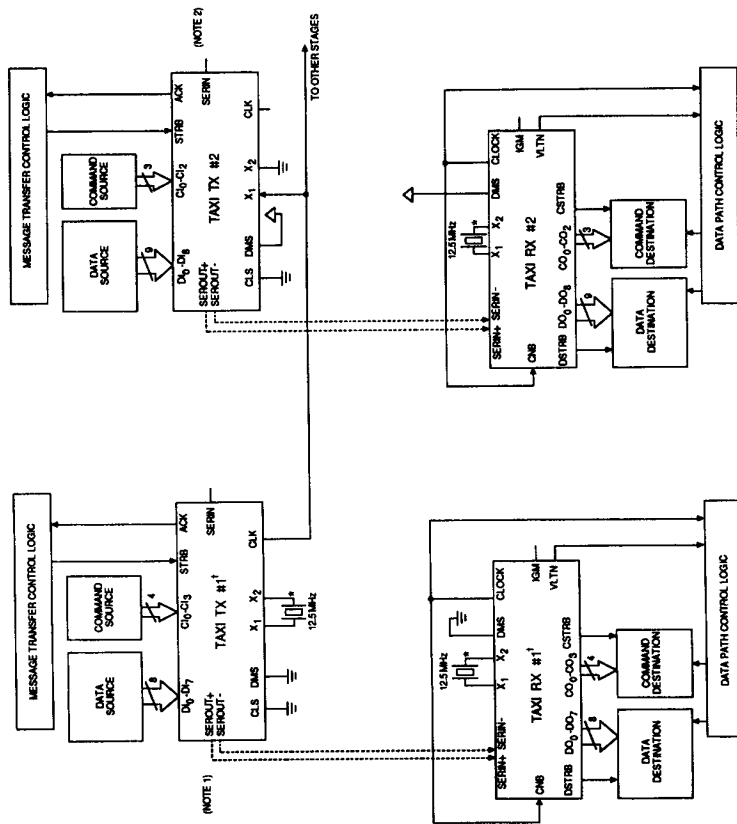 MESSAGE TRANSFER CONTROL LOGIC
DATA
SOURCE
COMMAND
SOURCE
8
4
DI0-DI7
CI0-CI3
STRB
ACK
SEROUT+
SEROUT-
TAXI TX #1†
SERIN
CLS
DMS
X1
X2
CLK
12.5 MHz
*
(NOTE 1)
TO OTHER STAGES
MESSAGE TRANSFER CONTROL LOGIC
DATA
SOURCE
COMMAND
SOURCE
9
3
DI0-DI8
CI0-CI2
STRB
ACK
SEROUT+
SEROUT-
TAXI TX #2
SERIN
(NOTE 2)
CLS
DMS
X1
X2
CLK
12.5 MHz
*
SERIN+
SERIN-
X1
X2
DMS
CLOCK
CNB
TAXI RX #1†
IGM
VLTN
DSTRB
DO0-DO7
CO0-CO3
CSTRB
8
4
DATA
DESTINATION
COMMAND
DESTINATION
DATA PATH CONTROL LOGIC
12.5 MHz
*
SERIN+
SERIN-
X1
X2
DMS
CLOCK
CNB
TAXI RX #2
IGM
VLTN
DSTRB
DO0-DO8
CO0-CO2
CSTRB
9
3
DATA
DESTINATION
COMMAND
DESTINATION
DATA PATH CONTROL LOGIC